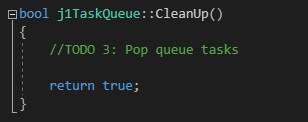 bool j1TaskQueue::CleanUp()
{
//TODO 3: Pop queue tasks
return true;
}